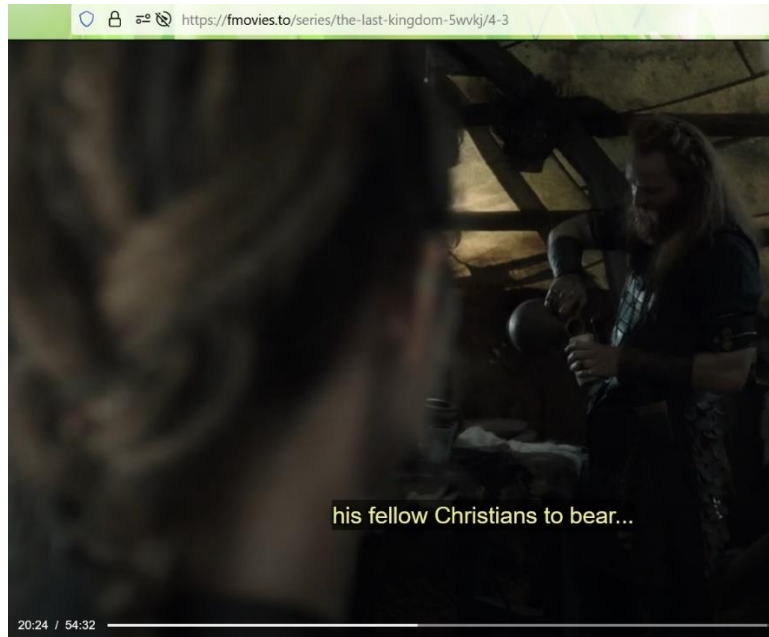 https://fmovies.to/series/the-last-kingdom-5wvkj/4-3
his fellow Christians to bear...
20:24 / 54:32